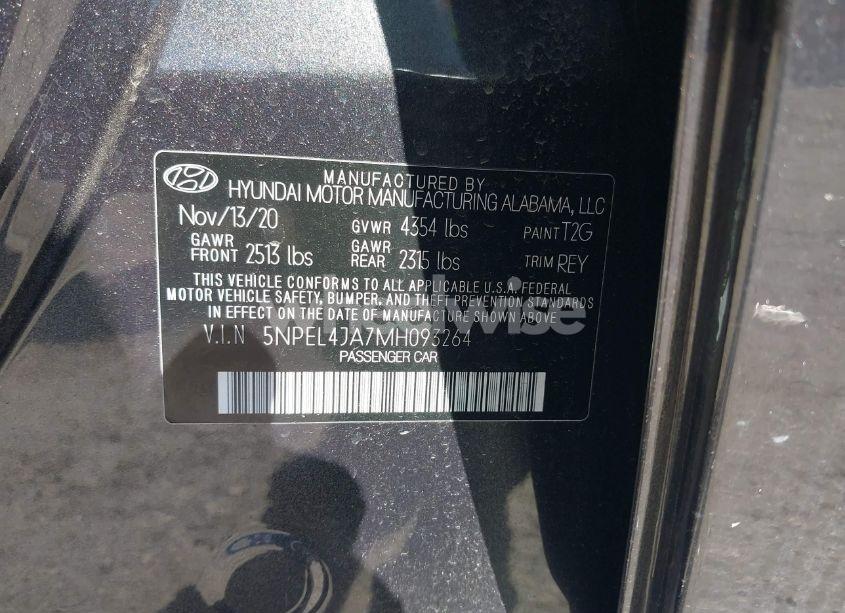 MANUFACTURED BY
HYUNDAI MOTOR MANUFACTURING ALABAMA, LLC
Nov/13/20 GVWR 4354 lbs PAINT T2G
GAWR FRONT 2513 lbs GAWR REAR 2315 lbs TRIM REY
THIS VEHICLE CONFORMS TO ALL APPLICABLE U.S.A. FEDERAL
MOTOR VEHICLE SAFETY, BUMPER, AND THEFT PREVENTION STANDARDS
IN EFFECT ON THE DATE OF MANUFACTURE SHOWN ABOVE
V.I.N 5NPEL4JA7MH093264
PASSENGER CAR